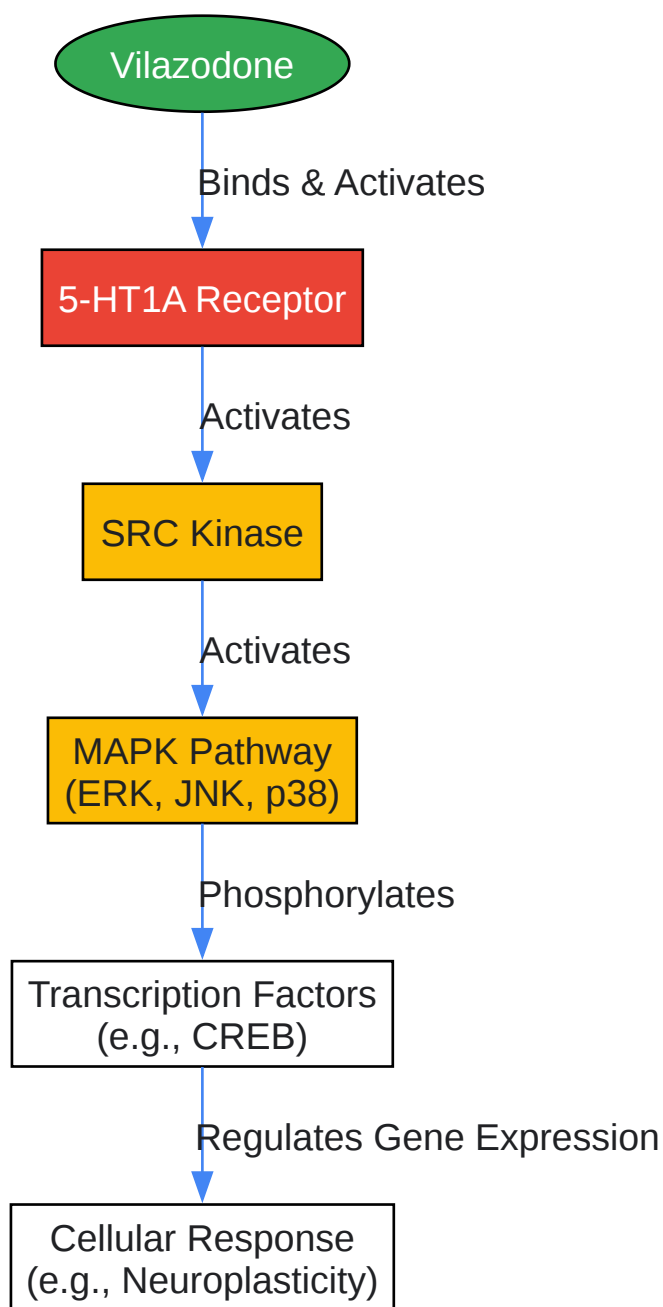 Vilazodone
Binds & Activates
5-HT1A Receptor
Activates
SRC Kinase
Activates
MAPK Pathway
(ERK, JNK, p38)
Phosphorylates
Transcription Factors
(e.g., CREB)
Regulates Gene Expression
Cellular Response
(e.g., Neuroplasticity)